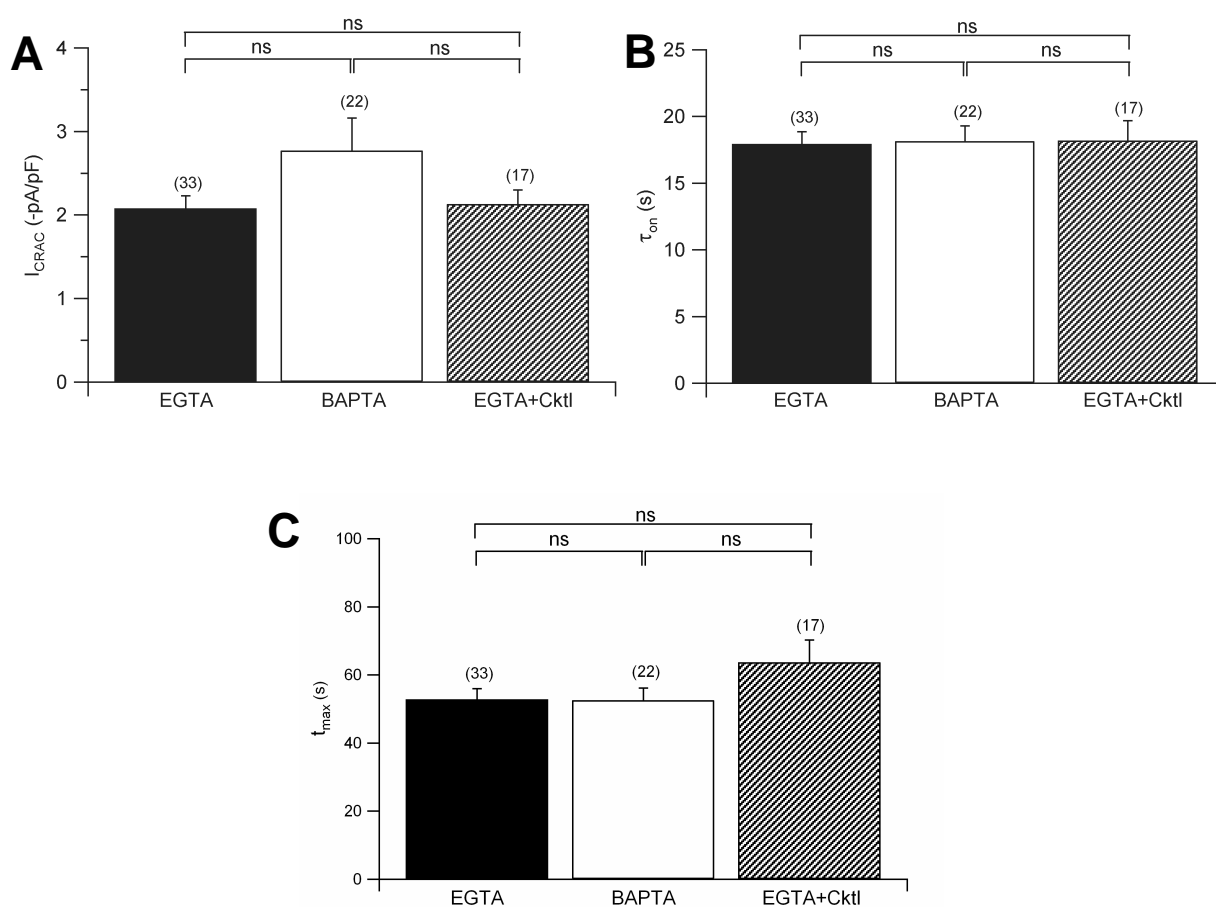 A
ns
ns
ns
4
3
2
1
0
I_CRAC (-pA/pF)
(33)
(22)
(17)
EGTA
BAPTA
EGTA+Cktl
B
ns
ns
ns
25
20
15
10
5
0
τ_on (s)
(33)
(22)
(17)
EGTA
BAPTA
EGTA+Cktl
C
ns
ns
ns
100
80
60
40
20
0
t_max (s)
(33)
(22)
(17)
EGTA
BAPTA
EGTA+Cktl